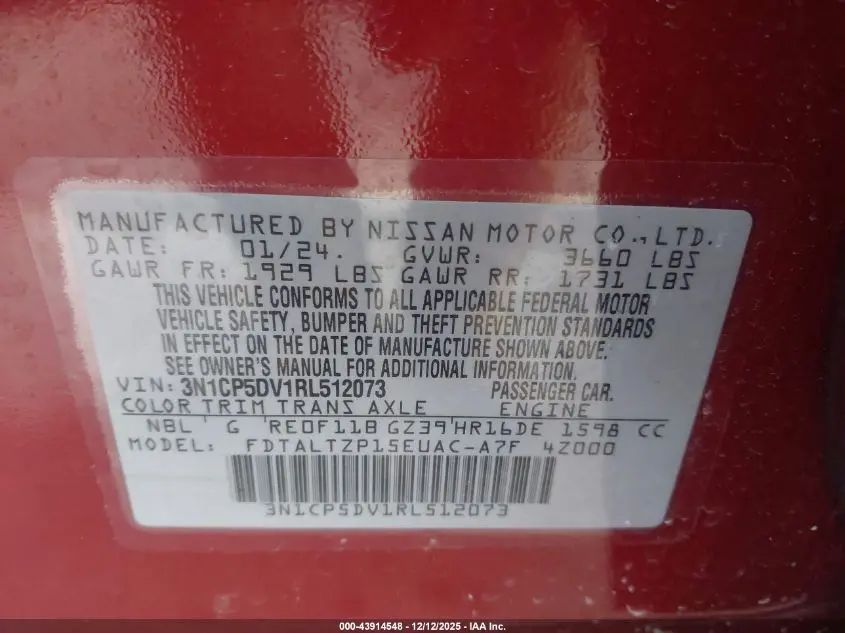 MANUFACTURED BY NISSAN MOTOR CO., LTD.
DATE: 01/24. GVWR: 3660 LBS
GAWR FR: 1929 LBS GAWR RR: 1731 LBS
THIS VEHICLE CONFORMS TO ALL APPLICABLE FEDERAL MOTOR
VEHICLE SAFETY, BUMPER AND THEFT PREVENTION STANDARDS
IN EFFECT ON THE DATE OF MANUFACTURE SHOWN ABOVE.
SEE OWNER'S MANUAL FOR ADDITIONAL INFORMATION.
VIN: 3N1CP5DV1RL512073 PASSENGER CAR.
COLOR TRIM TRANS AXLE ENGINE
NBL G RE0F11B GZ39 HR16DE 1598 CC
MODEL: FDTALTZP15EUAC-A7F 4Z000
3N1CP5DV1RL512073
000-43914548 - 12/12/2025 - IAA Inc.